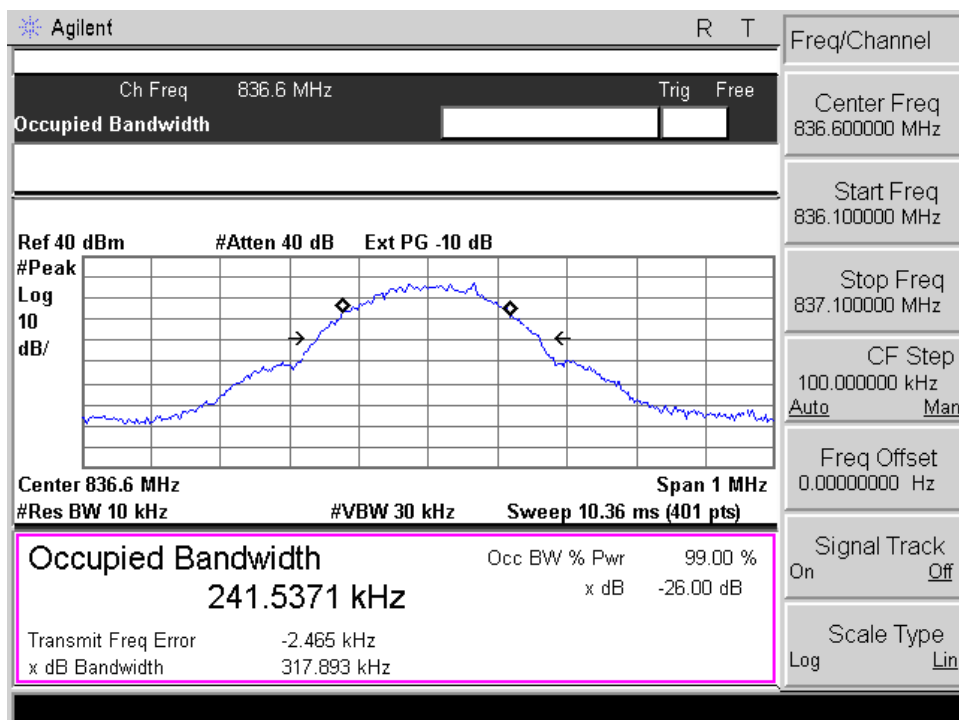 Agilent R T
Freq/Channel
Ch Freq 836.6 MHz Trig Free
Occupied Bandwidth
Center Freq
836.600000 MHz
Start Freq
836.100000 MHz
Stop Freq
837.100000 MHz
CF Step
100.000000 kHz
Auto Man
Freq Offset
0.00000000 Hz
Signal Track
On Off
Scale Type
Log Lin
Ref 40 dBm #Atten 40 dB Ext PG -10 dB
#Peak
Log
10
dB/
Center 836.6 MHz Span 1 MHz
#Res BW 10 kHz #VBW 30 kHz Sweep 10.36 ms (401 pts)
Occupied Bandwidth Occ BW % Pwr 99.00 %
241.5371 kHz x dB -26.00 dB
Transmit Freq Error -2.465 kHz
x dB Bandwidth 317.893 kHz